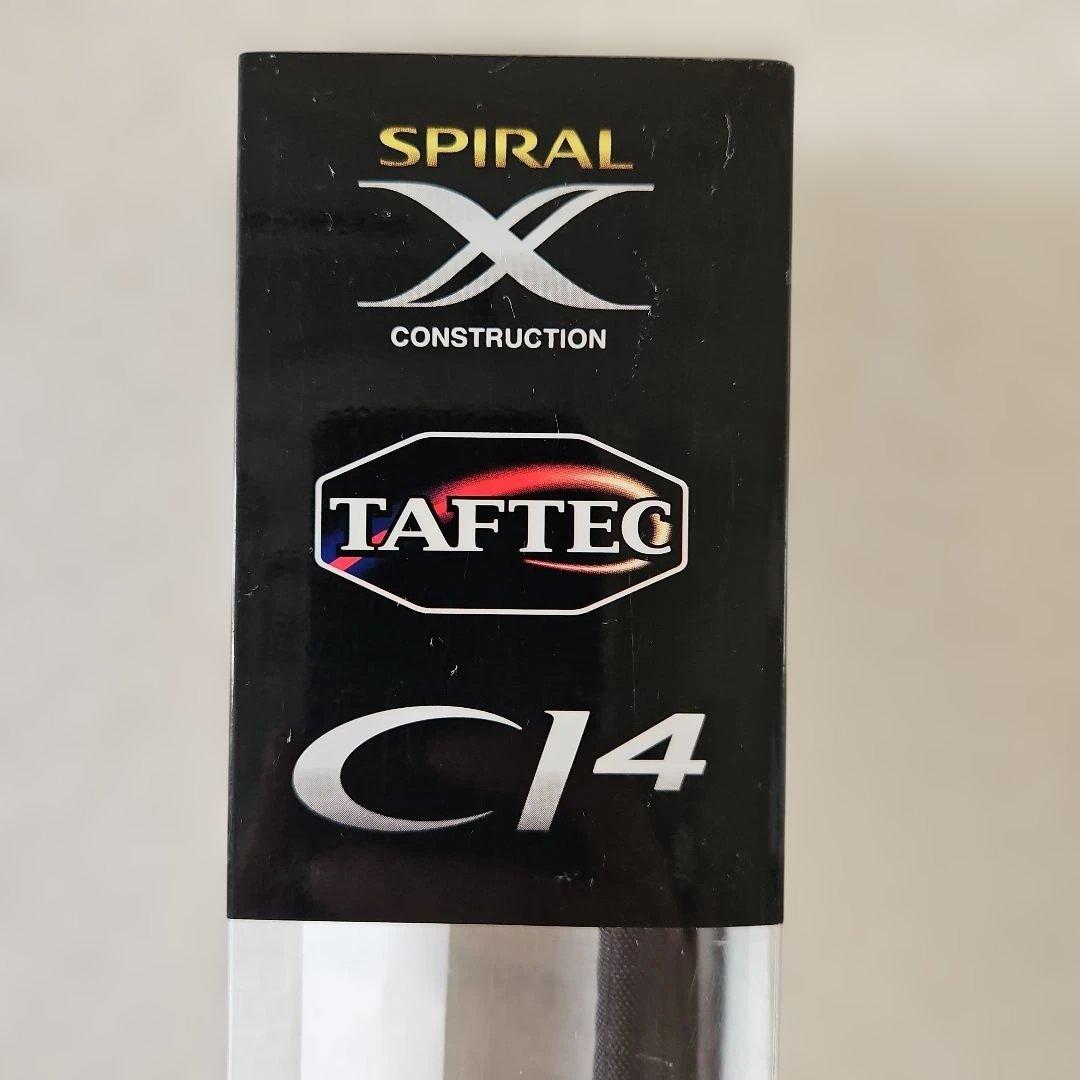 SPIRAL
X
CONSTRUCTION
TAFTEC
CI4